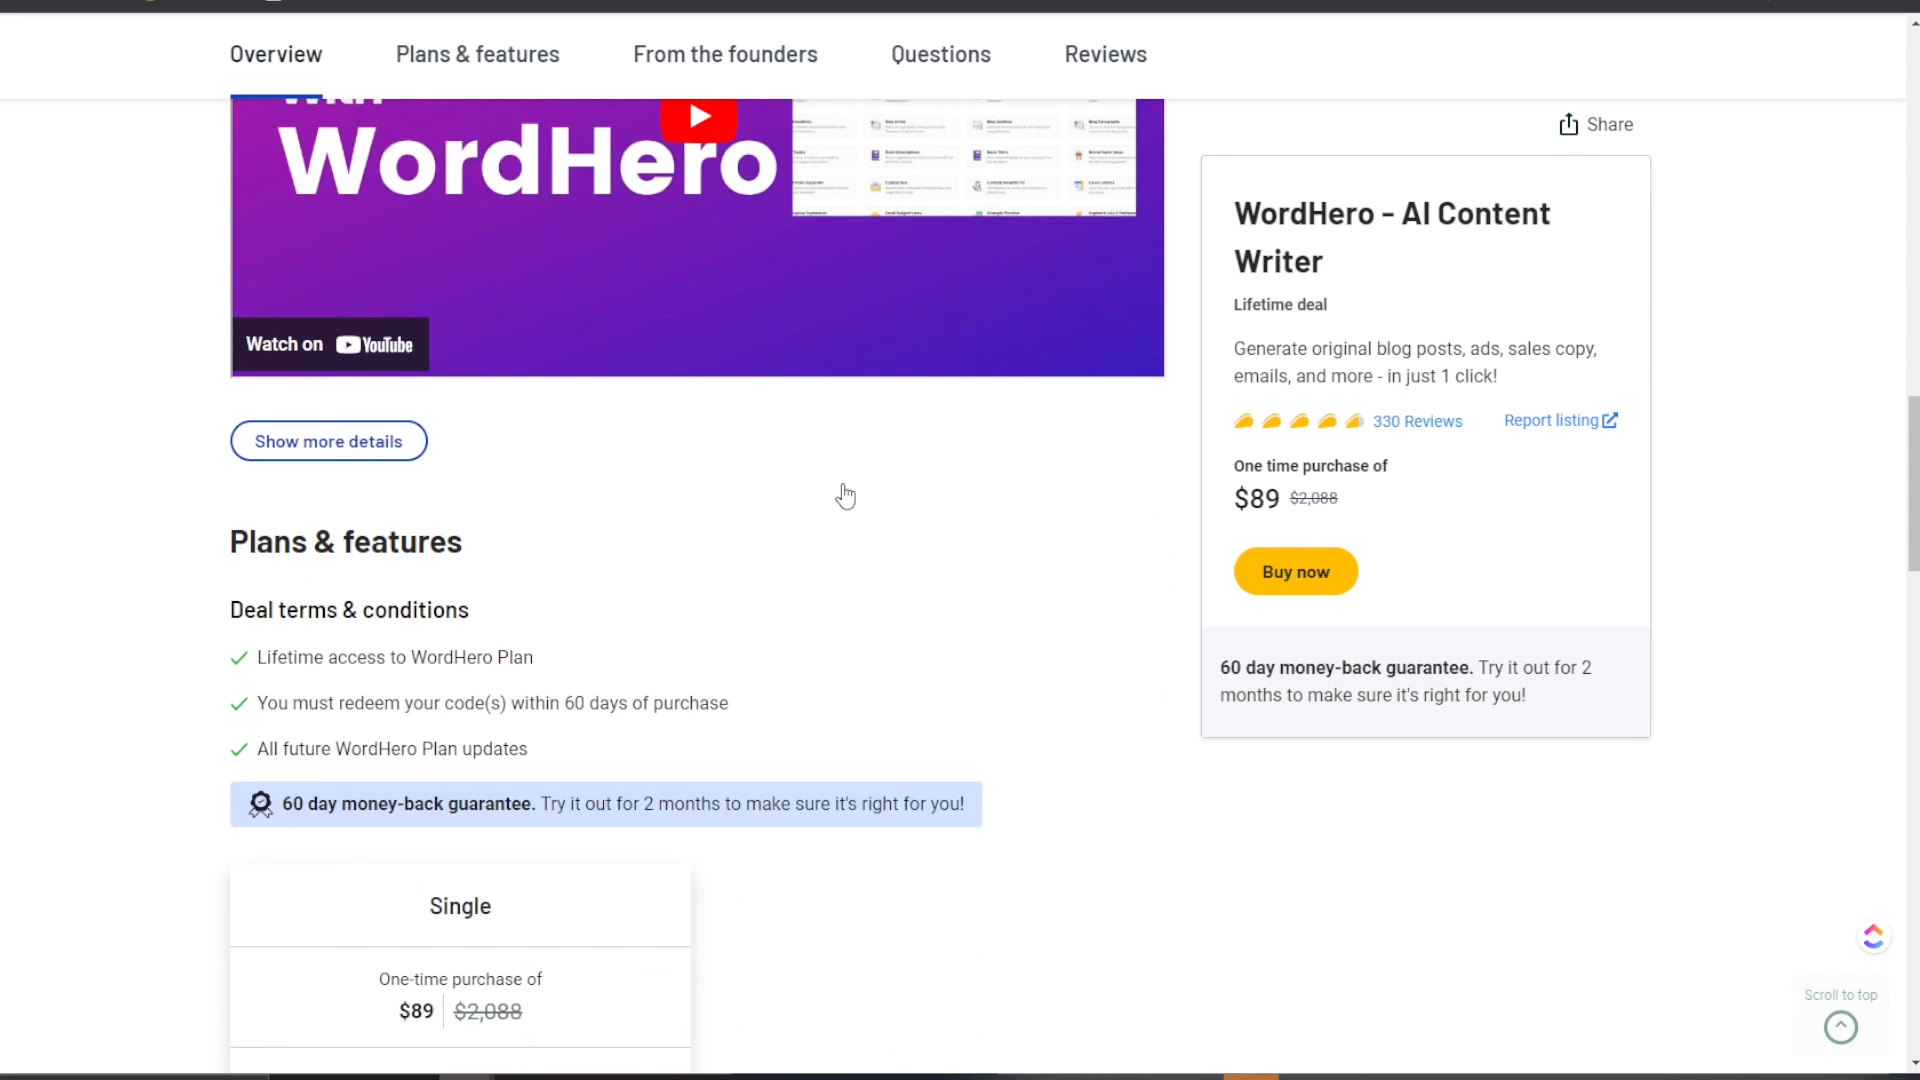 Overview Plans & features From the founders Questions Reviews
With
WordHero
Watch on YouTube
Show more details
Plans & features
Deal terms & conditions
Lifetime access to WordHero Plan
You must redeem your code(s) within 60 days of purchase
All future WordHero Plan updates
60 day money-back guarantee. Try it out for 2 months to make sure it's right for you!
Single
One-time purchase of
$89 $2,088
Share
WordHero - AI Content
Writer
Lifetime deal
Generate original blog posts, ads, sales copy,
emails, and more - in just 1 click!
330 Reviews Report listing
One time purchase of
$89 $2,088
Buy now
60 day money-back guarantee. Try it out for 2
months to make sure it's right for you!
Scroll to top